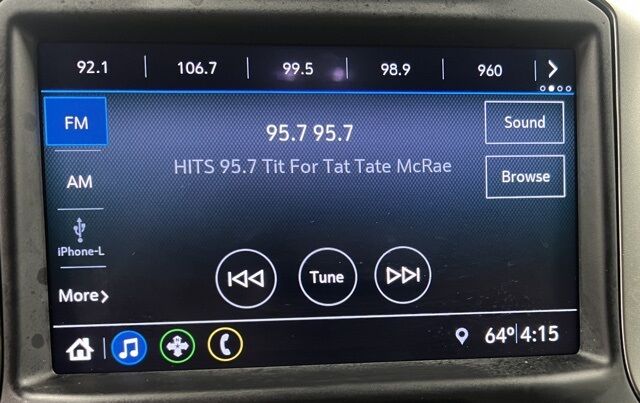 92.1 106.7 99.5 98.9 960
FM
95.7 95.7
Sound
HITS 95.7 Tit For Tat Tate McRae
AM
Browse
iPhone-L
Tune
More
64° 4:15